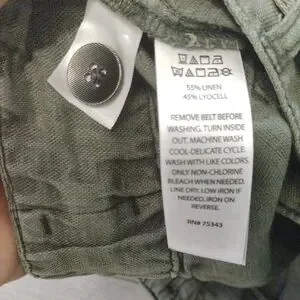 55% LINEN
45% LYOCELL
REMOVE BELT BEFORE
WASHING. TURN INSIDE
OUT. MACHINE WASH
COOL-DELICATE CYCLE.
WASH WITH LIKE COLORS.
ONLY NON-CHLORINE
BLEACH WHEN NEEDED.
LINE DRY. LOW IRON IF
NEEDED, IRON ON
REVERSE.
RN# 75343